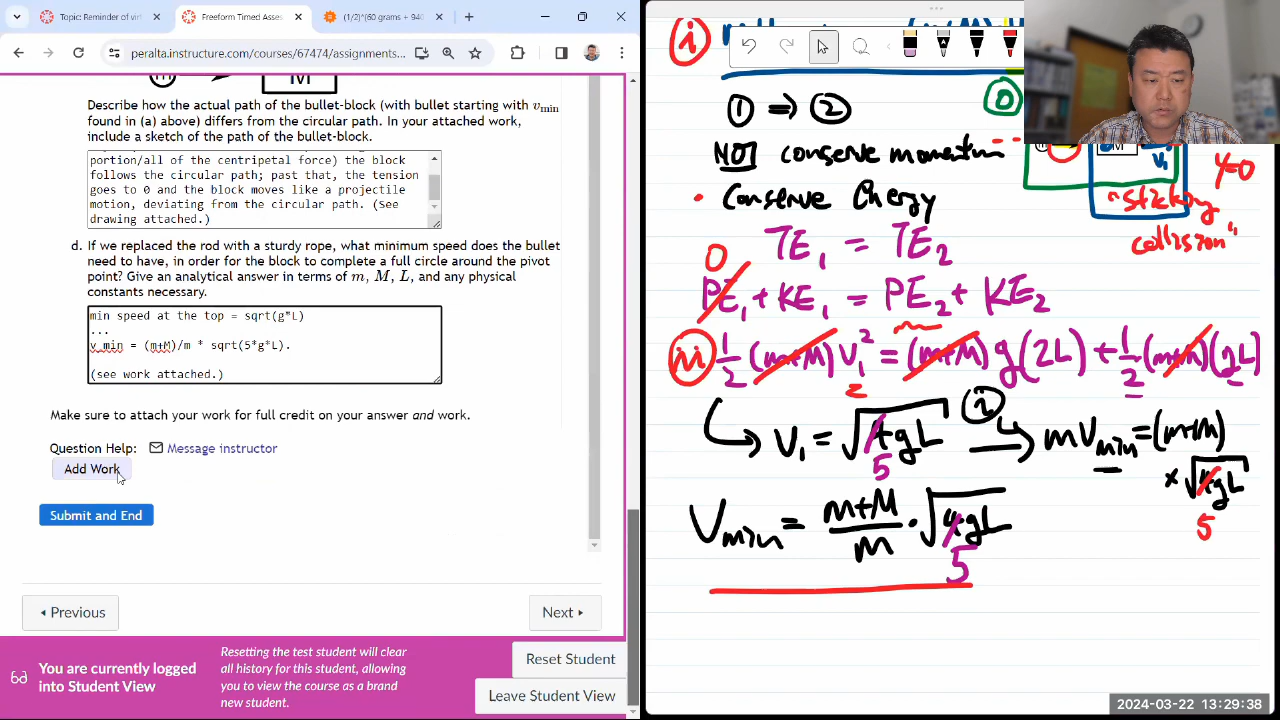 Topic Reminder of vir
Freeform Timed Asses
(1/2)*(80 grams + 340
peralta.instructure.com/courses/76174/assignments...
M
Describe how the actual path of the bullet-block (with bullet starting with vmin
found in (a) above) differs from the circular path. In your attached work,
include a sketch of the path of the bullet-block.
portion/all of the centripetal force) the block
follows the circular path; past that, the tension
goes to 0 and the block moves like a projectile
motion, departing from the circular path. (See
drawing attached.)
d. If we replaced the rod with a sturdy rope, what minimum speed does the bullet
need to have, in order for the block to complete a full circle around the pivot
point? Give an analytical answer in terms of m, M, L, and any physical
constants necessary.
min speed at the top = sqrt(g*L)
...
v_min = (m+M)/m * sqrt(5*g*L).
(see work attached.)
Make sure to attach your work for full credit on your answer and work.
Question Help: Message instructor
Add Work
Submit and End
Previous
Next
You are currently logged
into Student View
Resetting the test student will clear
all history for this student, allowing
you to view the course as a brand
new student.
Reset Student
Leave Student View
i
① ⇒ ②
0
NOT conserve momentum
M
v₁
y=0
• Conserve Energy
"sticking
collision"
TE₁ = TE₂
0
PE₁ + KE₁ = PE₂ + KE₂
iii ½ (m+M) v₁² = (m+M) g(2L) + ½ (m+M) (gL)
↳ v₁ = √4gL i → m vmin = (m+M)
5
× √4gL
5
vmin = m+M/m · √4gL
5
2024-03-22 13:29:38